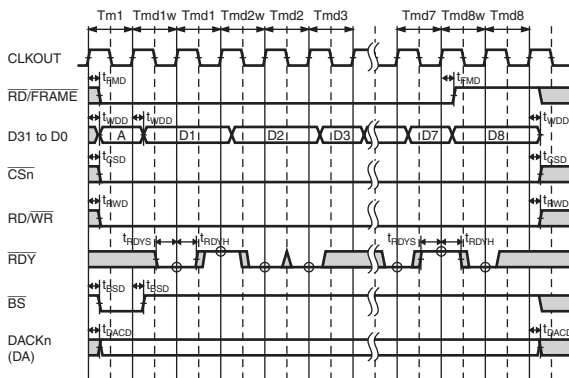 Tm1 Tmd1w Tmd1 Tmd2w Tmd2 Tmd3 Tmd7 Tmd8w Tmd8
CLKOUT
tFMD tFMD
RD/FRAME
tWDD tWDD tWDD
D31 to D0 A D1 D2 D3 D7 D8
tCSD tCSD
CSn
tRWD tRWD
RD/WR
tRDYS tRDYH tRDYS tRDYH
RDY
tBSD tBSD
BS
tDACD tDACD
DACKn
(DA)